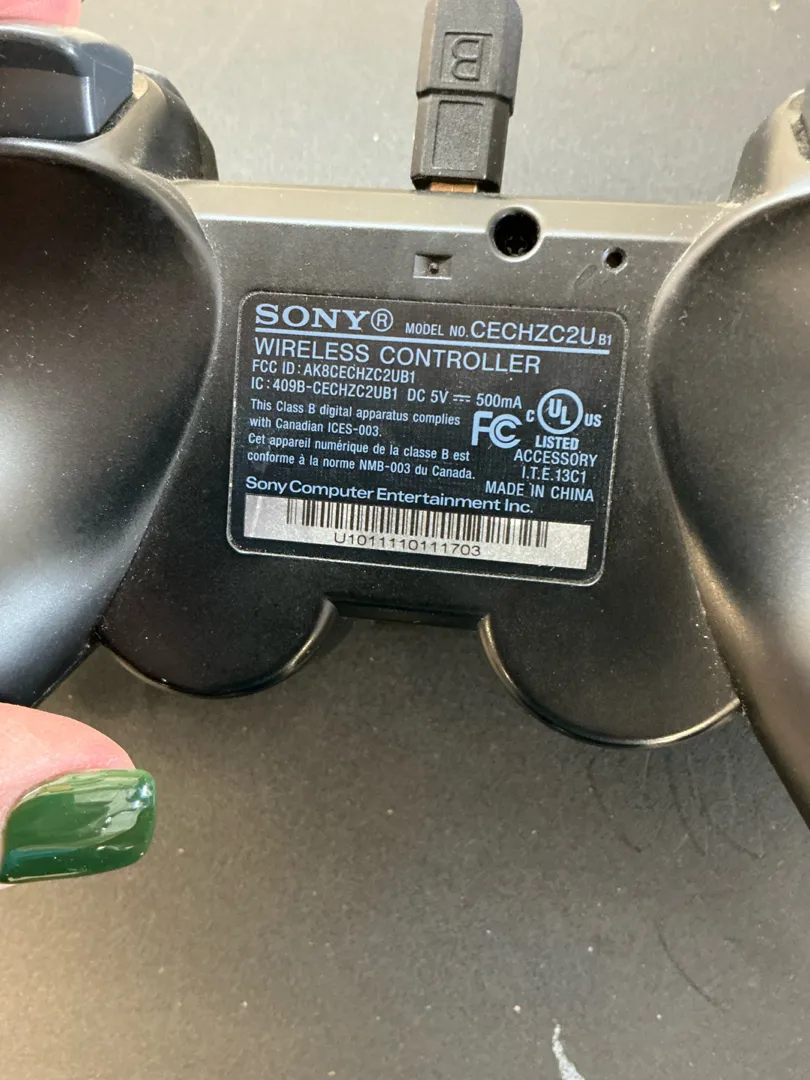 B
SONY® MODEL NO. CECHZC2U B1
WIRELESS CONTROLLER
FCC ID: AK8CECHZC2UB1
IC: 409B-CECHZC2UB1 DC 5V ⎓ 500mA
This Class B digital apparatus complies
with Canadian ICES-003.
Cet appareil numérique de la classe B est
conforme à la norme NMB-003 du Canada.
FC
C UL US
LISTED
ACCESSORY
I.T.E. 13C1
MADE IN CHINA
Sony Computer Entertainment Inc.
U1011110111703